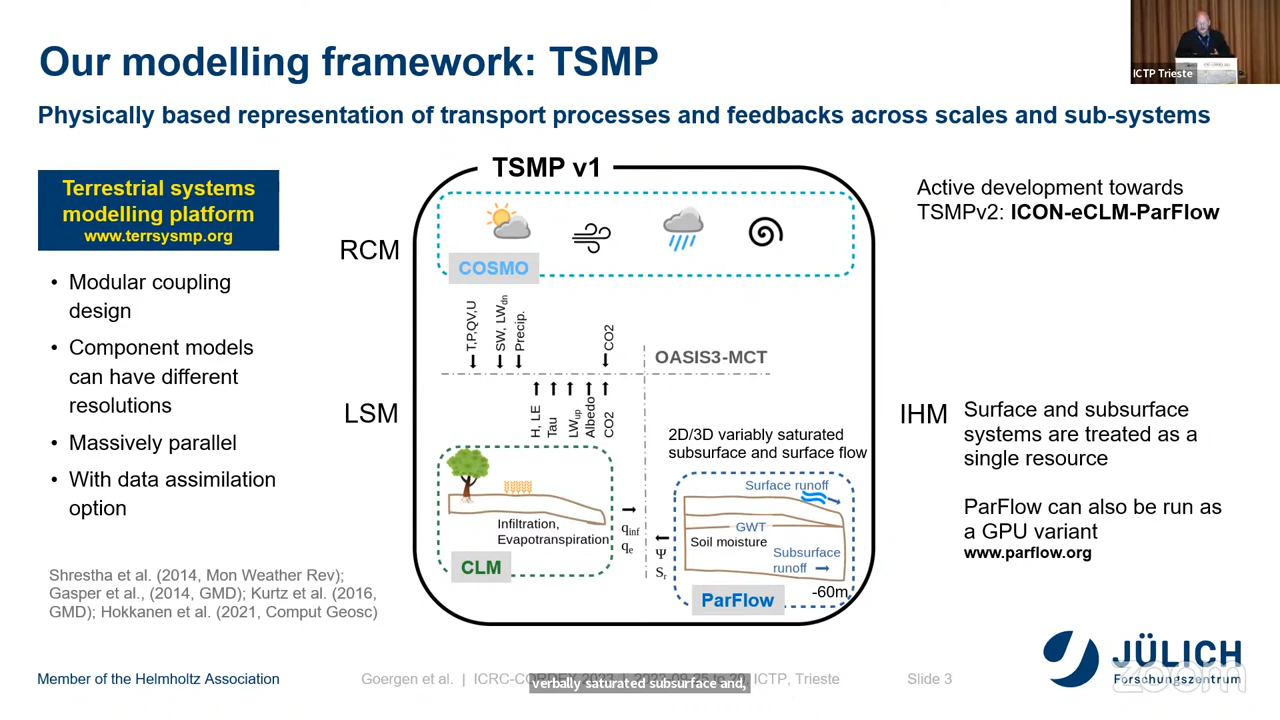 Our modelling framework: TSMP
ICTP Trieste
Physically based representation of transport processes and feedbacks across scales and sub-systems
Terrestrial systems
modelling platform
www.terrsysmp.org
• Modular coupling
design
• Component models
can have different
resolutions
• Massively parallel
• With data assimilation
option
Shrestha et al. (2014, Mon Weather Rev);
Gasper et al., (2014, GMD); Kurtz et al. (2016,
GMD); Hokkanen et al. (2021, Comput Geosc)
TSMP v1
RCM
COSMO
T,P,QV,U
SW, LWdn
Precip.
CO2
OASIS3-MCT
LSM
H, LE
Tau
LWup
Albedo
CO2
Infiltration,
Evapotranspiration
CLM
qinf
qe
Ψ
Sr
2D/3D variably saturated
subsurface and surface flow
Surface runoff
GWT
Soil moisture
Subsurface
runoff
-60m
ParFlow
Active development towards
TSMPv2: ICON-eCLM-ParFlow
IHM
Surface and subsurface
systems are treated as a
single resource
ParFlow can also be run as
a GPU variant
www.parflow.org
JÜLICH
Forschungszentrum
zoom
Member of the Helmholtz Association
Goergen et al. | ICRC-CORDEX 2023 | 2023-09-25 to 29, ICTP, Trieste
Slide 3
verbally saturated subsurface and,